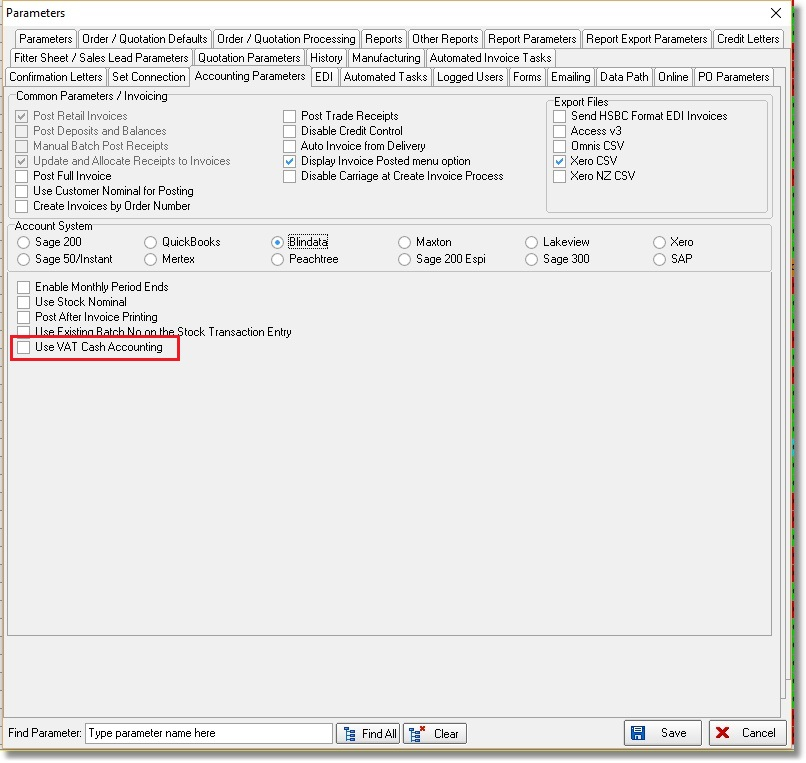 Parameters
Parameters Order / Quotation Defaults Order / Quotation Processing Reports Other Reports Report Parameters Report Export Parameters Credit Letters
Fitter Sheet / Sales Lead Parameters Quotation Parameters History Manufacturing Automated Invoice Tasks
Confirmation Letters Set Connection Accounting Parameters EDI Automated Tasks Logged Users Forms Emailing Data Path Online PO Parameters
Common Parameters / Invoicing
Post Retail Invoices
Post Deposits and Balances
Manual Batch Post Receipts
Update and Allocate Receipts to Invoices
Post Full Invoice
Use Customer Nominal for Posting
Create Invoices by Order Number
Post Trade Receipts
Disable Credit Control
Auto Invoice from Delivery
Display Invoice Posted menu option
Disable Carriage at Create Invoice Process
Export Files
Send HSBC Format EDI Invoices
Access v3
Omnis CSV
Xero CSV
Xero NZ CSV
Account System
Sage 200 QuickBooks Blindata Maxton Lakeview Xero
Sage 50/Instant Mertex Peachtree Sage 200 Espi Sage 300 SAP
Enable Monthly Period Ends
Use Stock Nominal
Post After Invoice Printing
Use Existing Batch No on the Stock Transaction Entry
Use VAT Cash Accounting
Find Parameter: Type parameter name here Find All Clear Save Cancel